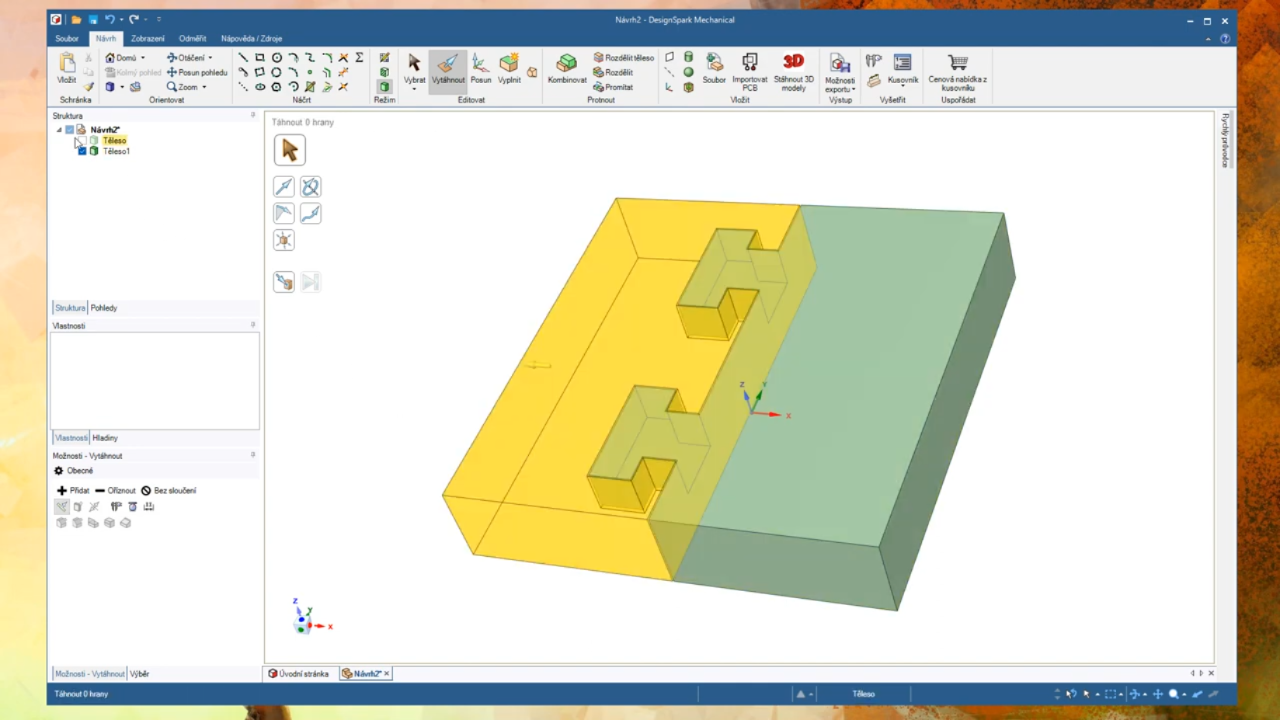 Návrh2* - DesignSpark Mechanical
Soubor Návrh Zobrazení Odměřit Nápověda / Zdroje
Vložit
Schránka
Domů
Kolmý pohled
Otáčení
Posun pohledu
Zoom
Orientovat
Načrt
Režim
Vybrat Vytáhnout Posun Vyplnit
Editovat
Kombinovat
Rozdělit těleso
Rozdělit
Promítat
Protnout
Soubor
Importovat PCB
3D
Stáhnout 3D modely
Vložit
Možnosti exportu
Výstup
Kusovník
Vyšetřit
Cenová nabídka z kusovníku
Uspořádat
Struktura
Návrh2*
Těleso
Těleso1
Struktura Pohledy
Vlastnosti
Vlastnosti Hladiny
Možnosti - Vytáhnout
Obecné
Přidat Oříznout Bez sloučení
Možnosti - Vytáhnout Výběr
Táhnout 0 hrany
Z Y X
Z Y X
Rychlý průvodce
Úvodní stránka Návrh2*
Táhnout 0 hrany
Těleso